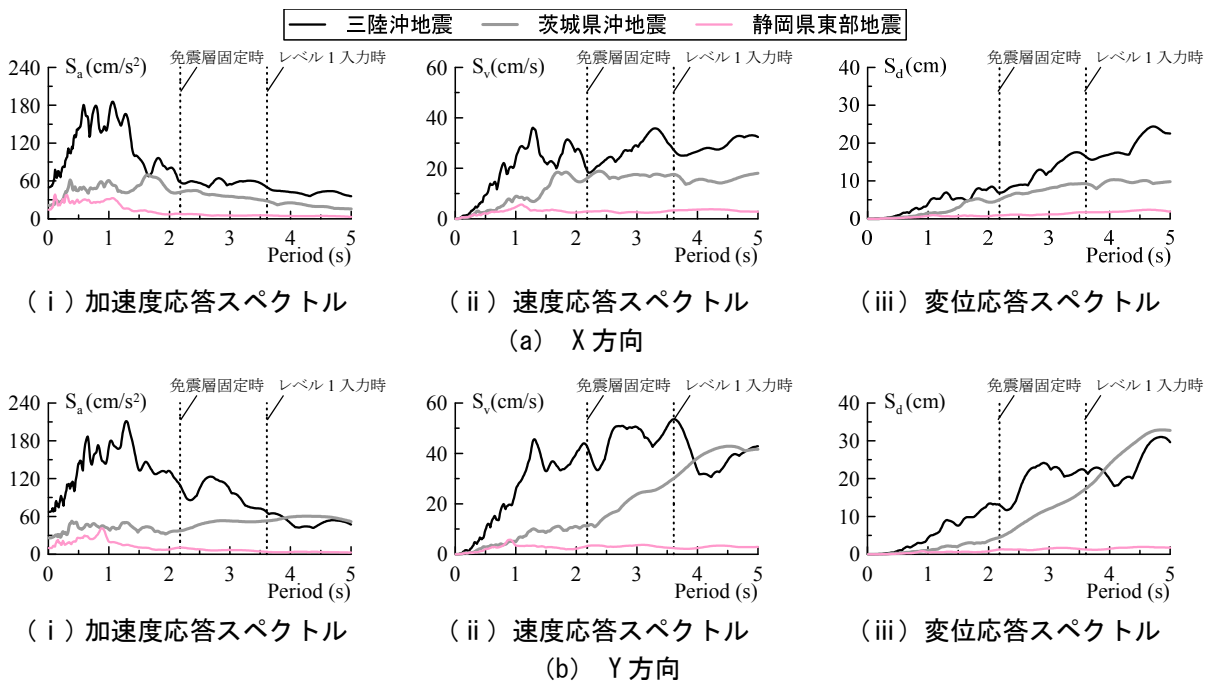 三陸沖地震 茨城県沖地震 静岡県東部地震
免震層固定時 レベル1入力時
S_a (cm/s²)
240
180
120
60
0
0 1 2 3 4 5
Period (s)
(ⅰ) 加速度応答スペクトル
免震層固定時 レベル1入力時
S_v (cm/s)
60
40
20
0
0 1 2 3 4 5
Period (s)
(ⅱ) 速度応答スペクトル
免震層固定時 レベル1入力時
S_d (cm)
40
30
20
10
0
0 1 2 3 4 5
Period (s)
(ⅲ) 変位応答スペクトル
(a) X方向
免震層固定時 レベル1入力時
S_a (cm/s²)
240
180
120
60
0
0 1 2 3 4 5
Period (s)
(ⅰ) 加速度応答スペクトル
免震層固定時 レベル1入力時
S_v (cm/s)
60
40
20
0
0 1 2 3 4 5
Period (s)
(ⅱ) 速度応答スペクトル
免震層固定時 レベル1入力時
S_d (cm)
40
30
20
10
0
0 1 2 3 4 5
Period (s)
(ⅲ) 変位応答スペクトル
(b) Y方向